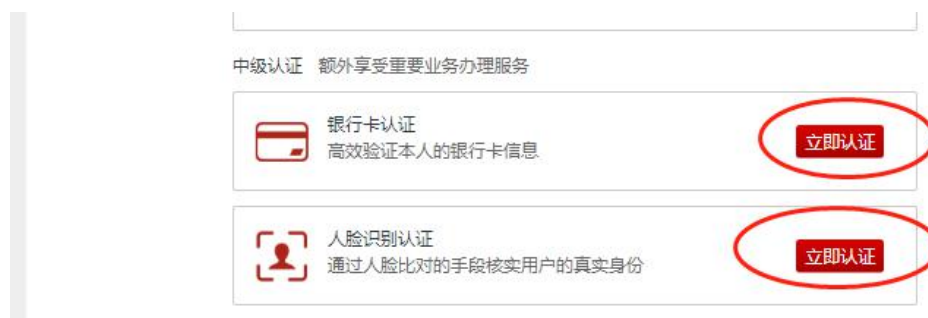 中级认证 额外享受重要业务办理服务
银行卡认证
高效验证本人的银行卡信息
立即认证
人脸识别认证
通过人脸比对的手段核实用户的真实身份
立即认证